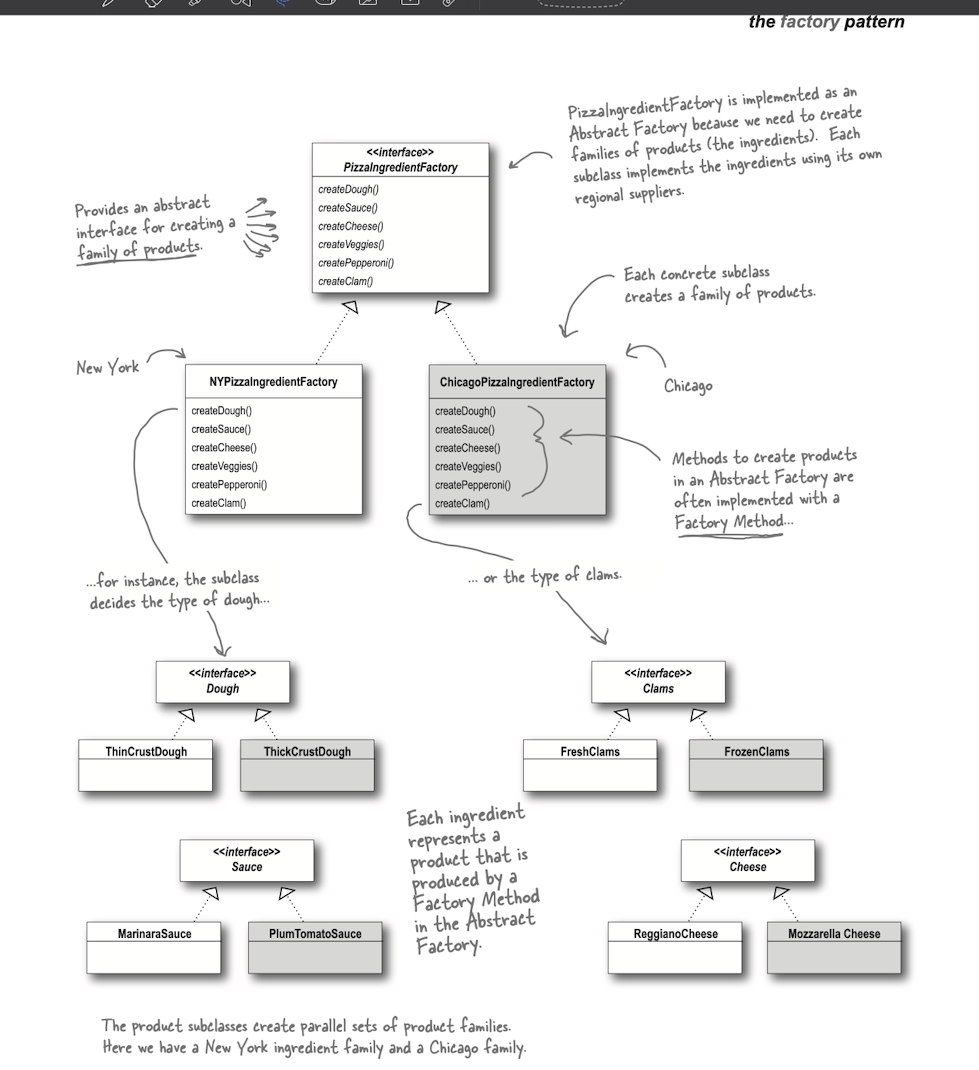 the factory pattern
PizzaIngredientFactory is implemented as an
Abstract Factory because we need to create
families of products (the ingredients). Each
subclass implements the ingredients using its own
regional suppliers.
<<interface>>
PizzaIngredientFactory
createDough()
createSauce()
createCheese()
createVeggies()
createPepperoni()
createClam()
Provides an abstract
interface for creating a
family of products.
Each concrete subclass
creates a family of products.
New York
Chicago
NYPizzaIngredientFactory
createDough()
createSauce()
createCheese()
createVeggies()
createPepperoni()
createClam()
ChicagoPizzaIngredientFactory
createDough()
createSauce()
createCheese()
createVeggies()
createPepperoni()
createClam()
Methods to create products
in an Abstract Factory are
often implemented with a
Factory Method...
...for instance, the subclass
decides the type of dough...
... or the type of clams.
<<interface>>
Dough
ThinCrustDough
ThickCrustDough
<<interface>>
Clams
FreshClams
FrozenClams
Each ingredient
represents a
product that is
produced by a
Factory Method
in the Abstract
Factory.
<<interface>>
Sauce
MarinaraSauce
PlumTomatoSauce
<<interface>>
Cheese
ReggianoCheese
Mozzarella Cheese
The product subclasses create parallel sets of product families.
Here we have a New York ingredient family and a Chicago family.